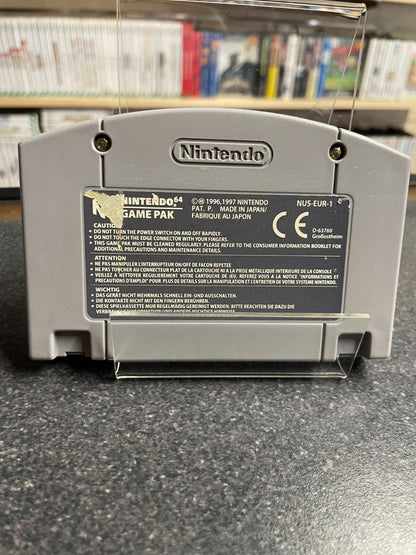 Nintendo
NINTENDO64
GAME PAK
©Ⓜ 1996,1997 NINTENDO
PAT. P. MADE IN JAPAN/
FABRIQUE AU JAPON
NUS-EUR-1
CE
D-63760
Großostheim
CAUTION
• DO NOT TURN THE POWER SWITCH ON AND OFF RAPIDLY.
• DO NOT TOUCH THE EDGE CONNECTOR WITH YOUR FINGERS.
• THIS GAME PAK MUST BE CLEANED REGULARLY. PLEASE REFER TO THE CONSUMER INFORMATION BOOKLET FOR
ADDITIONAL PRECAUTIONS AND MAINTENANCE DETAILS.
ATTENTION
• NE PAS MANIPULER L'INTERRUPTEUR ON/OFF DE FACON REPETEE
• NE PAS TOUCHER AU CONNECTEUR PLAT DE LA CARTOUCHE NI A LA PRISE METALLIQUE INTERIEURE DE LA CONSOLE
• VEILLEZ A NETTOYER REGULIEREMENT VOTRE CARTOUCHE DE JEU. REFEREZ-VOUS A LA NOTICE "INFORMATIONS ET
PRECAUTIONS D'EMPLOI" POUR PLUS DE DETAILS SUR LA MANIPULATION ET L'ENTRETIEN DE VOTRE SYSTEME NINTENDO.
WICHTIG
• DAS GERÄT NICHT MEHRMALS SCHNELL EIN- UND AUSSCHALTEN.
• DIE KONTAKTE NICHT MIT DEN FINGERN BERÜHREN.
• DIESE SPIELKASSETTE MUß REGELMÄßIG GEREINIGT WERDEN. BITTE BEACHTEN SIE DAZU DIE